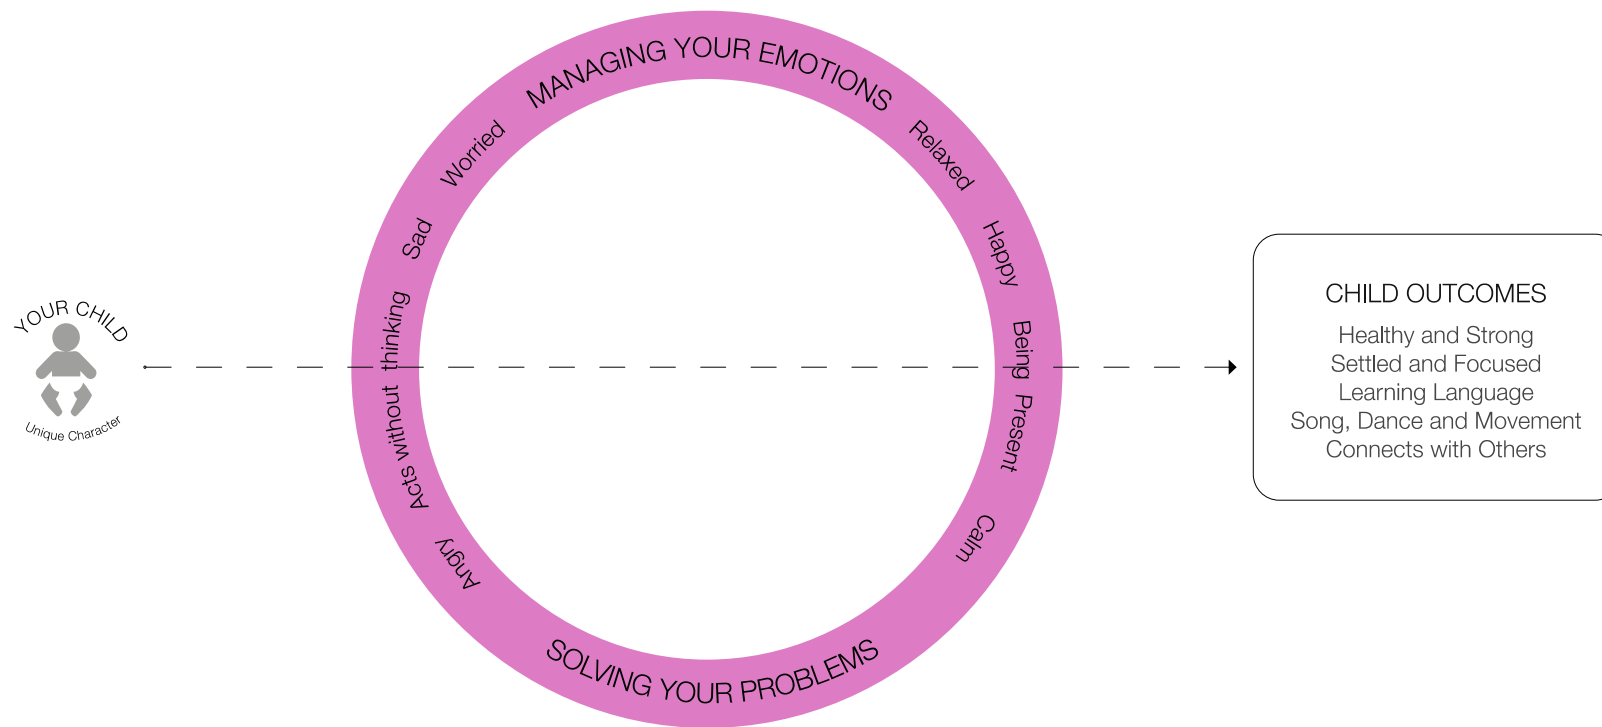 MANAGING YOUR EMOTIONS
Worried
Relaxed
Sad
Happy
Acts without thinking
Being Present
Angry
Calm
SOLVING YOUR PROBLEMS
YOUR CHILD
Unique Character
CHILD OUTCOMES
Healthy and Strong
Settled and Focused
Learning Language
Song, Dance and Movement
Connects with Others